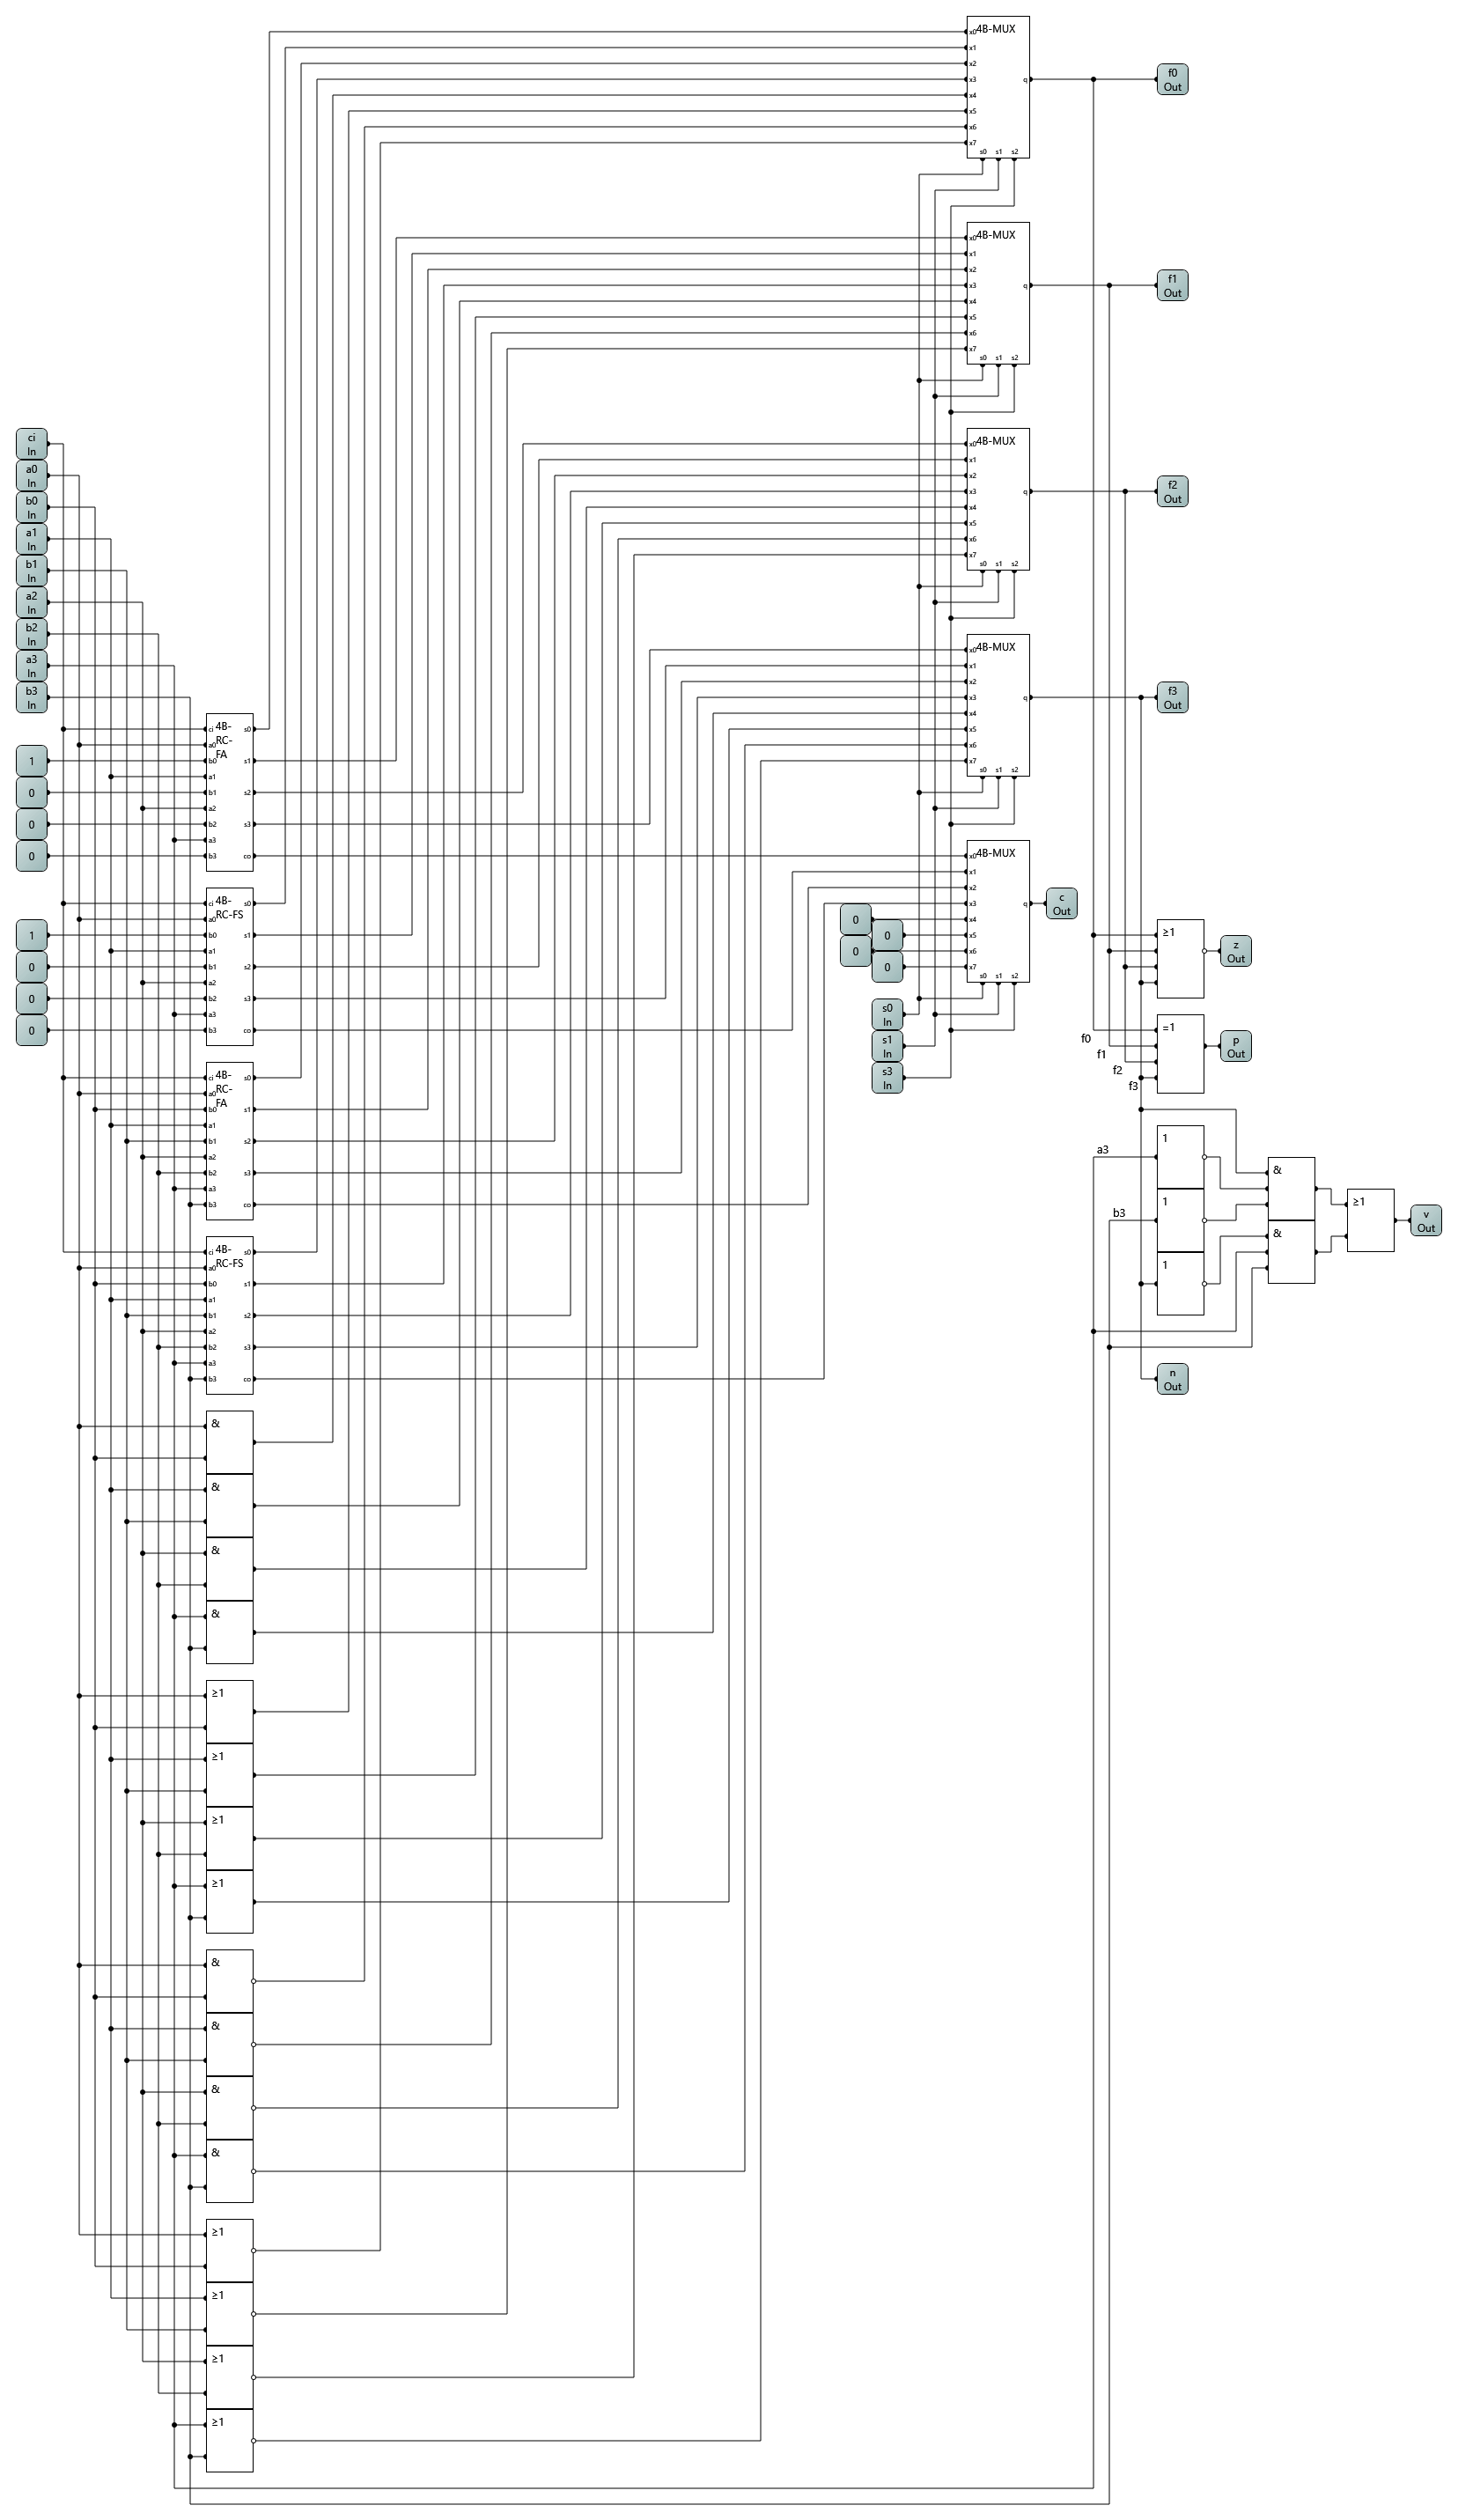 4B-MUX
x0
x1
x2
x3
x4
x5
x6
x7
q
s0 s1 s2
f0
Out
4B-MUX
x0
x1
x2
x3
x4
x5
x6
x7
q
s0 s1 s2
f1
Out
4B-MUX
x0
x1
x2
x3
x4
x5
x6
x7
q
s0 s1 s2
f2
Out
4B-MUX
x0
x1
x2
x3
x4
x5
x6
x7
q
s0 s1 s2
f3
Out
4B-MUX
x0
x1
x2
x3
x4
x5
x6
x7
q
s0 s1 s2
c
Out
0
0
0
0
s0
In
s1
In
s3
In
ci
In
a0
In
b0
In
a1
In
b1
In
a2
In
b2
In
a3
In
b3
In
1
0
0
0
4B-
RC-
FA
ci
a0
b0
a1
b1
a2
b2
a3
b3
s0
s1
s2
s3
co
1
0
0
0
4B-
RC-FS
ci
a0
b0
a1
b1
a2
b2
a3
b3
s0
s1
s2
s3
co
4B-
RC-
FA
ci
a0
b0
a1
b1
a2
b2
a3
b3
s0
s1
s2
s3
co
4B-
RC-FS
ci
a0
b0
a1
b1
a2
b2
a3
b3
s0
s1
s2
s3
co
&
&
&
&
≥1
≥1
≥1
≥1
&
&
&
&
≥1
≥1
≥1
≥1
≥1
z
Out
=1
p
Out
f0
f1
f2
f3
a3
1
b3
1
1
&
&
≥1
v
Out
n
Out